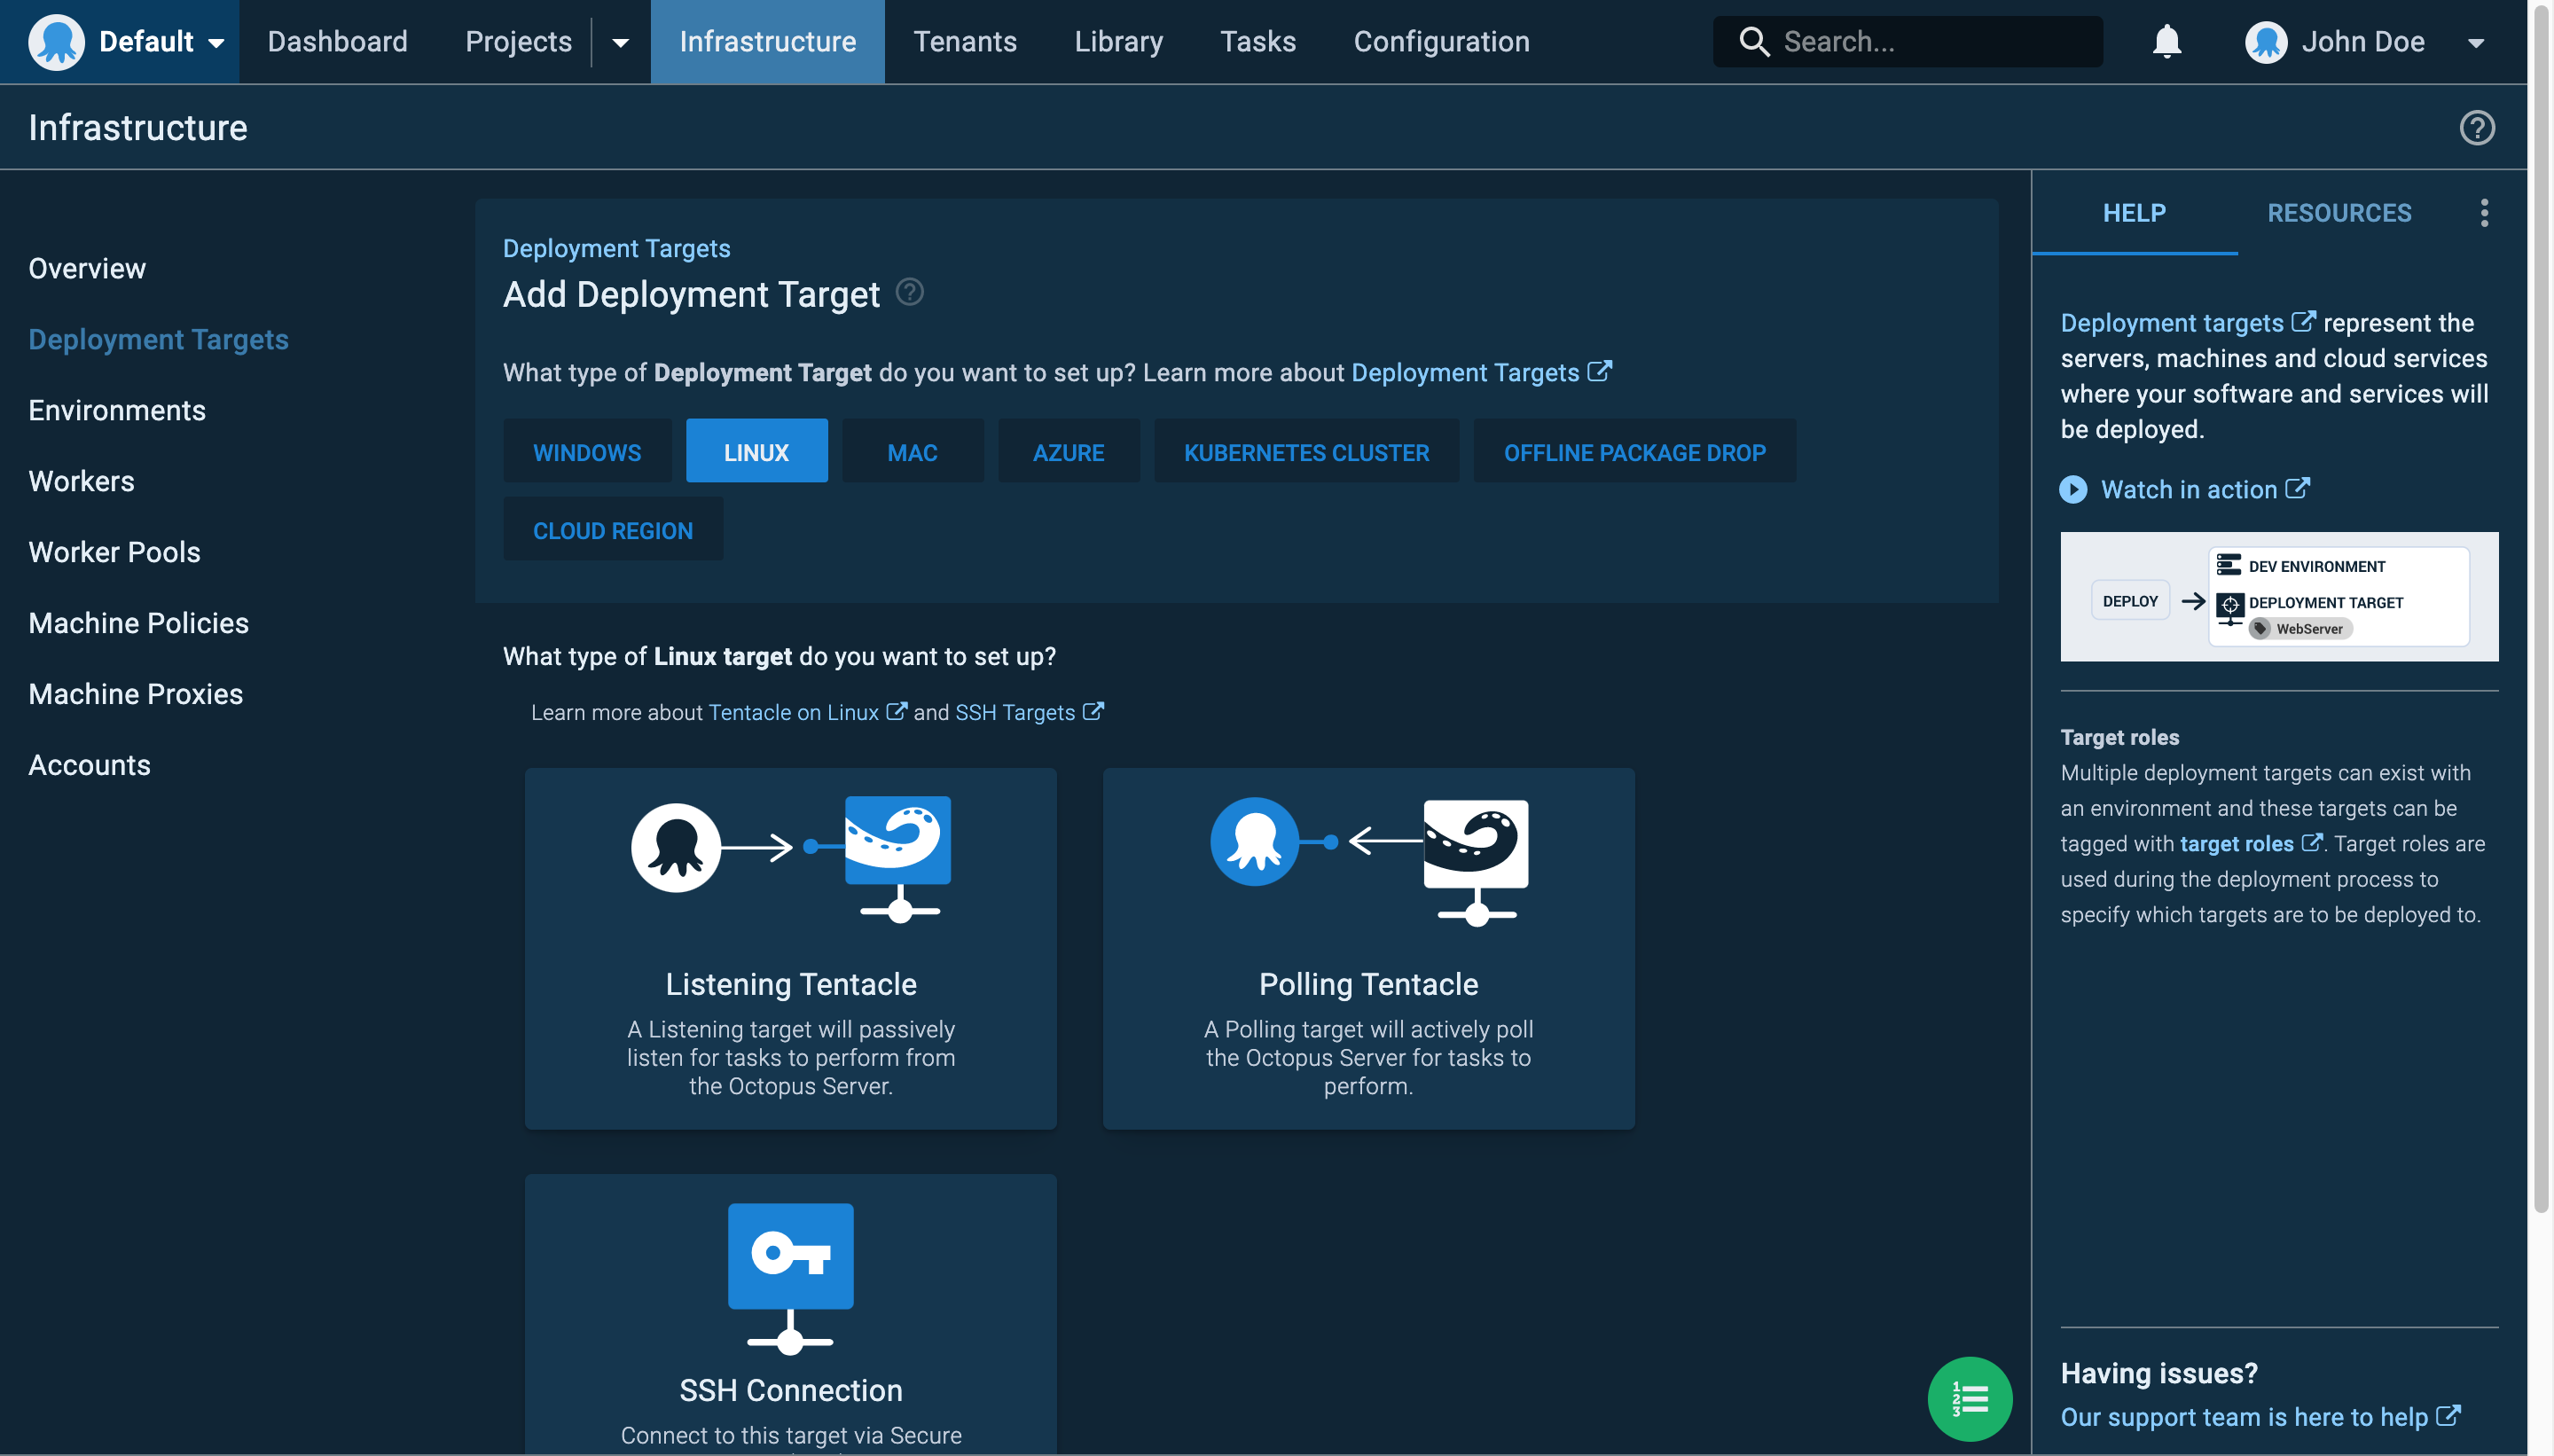 Default
Dashboard
Projects
Infrastructure
Tenants
Library
Tasks
Configuration
Search...
John Doe
Infrastructure
Overview
Deployment Targets
Environments
Workers
Worker Pools
Machine Policies
Machine Proxies
Accounts
Deployment Targets
Add Deployment Target
What type of Deployment Target do you want to set up? Learn more about Deployment Targets
WINDOWS
LINUX
MAC
AZURE
KUBERNETES CLUSTER
OFFLINE PACKAGE DROP
CLOUD REGION
What type of Linux target do you want to set up?
Learn more about Tentacle on Linux and SSH Targets
Listening Tentacle
A Listening target will passively
listen for tasks to perform from
the Octopus Server.
Polling Tentacle
A Polling target will actively poll
the Octopus Server for tasks to
perform.
SSH Connection
Connect to this target via Secure
1
2
3
HELP
RESOURCES
Deployment targets represent the
servers, machines and cloud services
where your software and services will
be deployed.
Watch in action
DEPLOY
DEV ENVIRONMENT
DEPLOYMENT TARGET
WebServer
Target roles
Multiple deployment targets can exist with
an environment and these targets can be
tagged with target roles . Target roles are
used during the deployment process to
specify which targets are to be deployed to.
Having issues?
Our support team is here to help